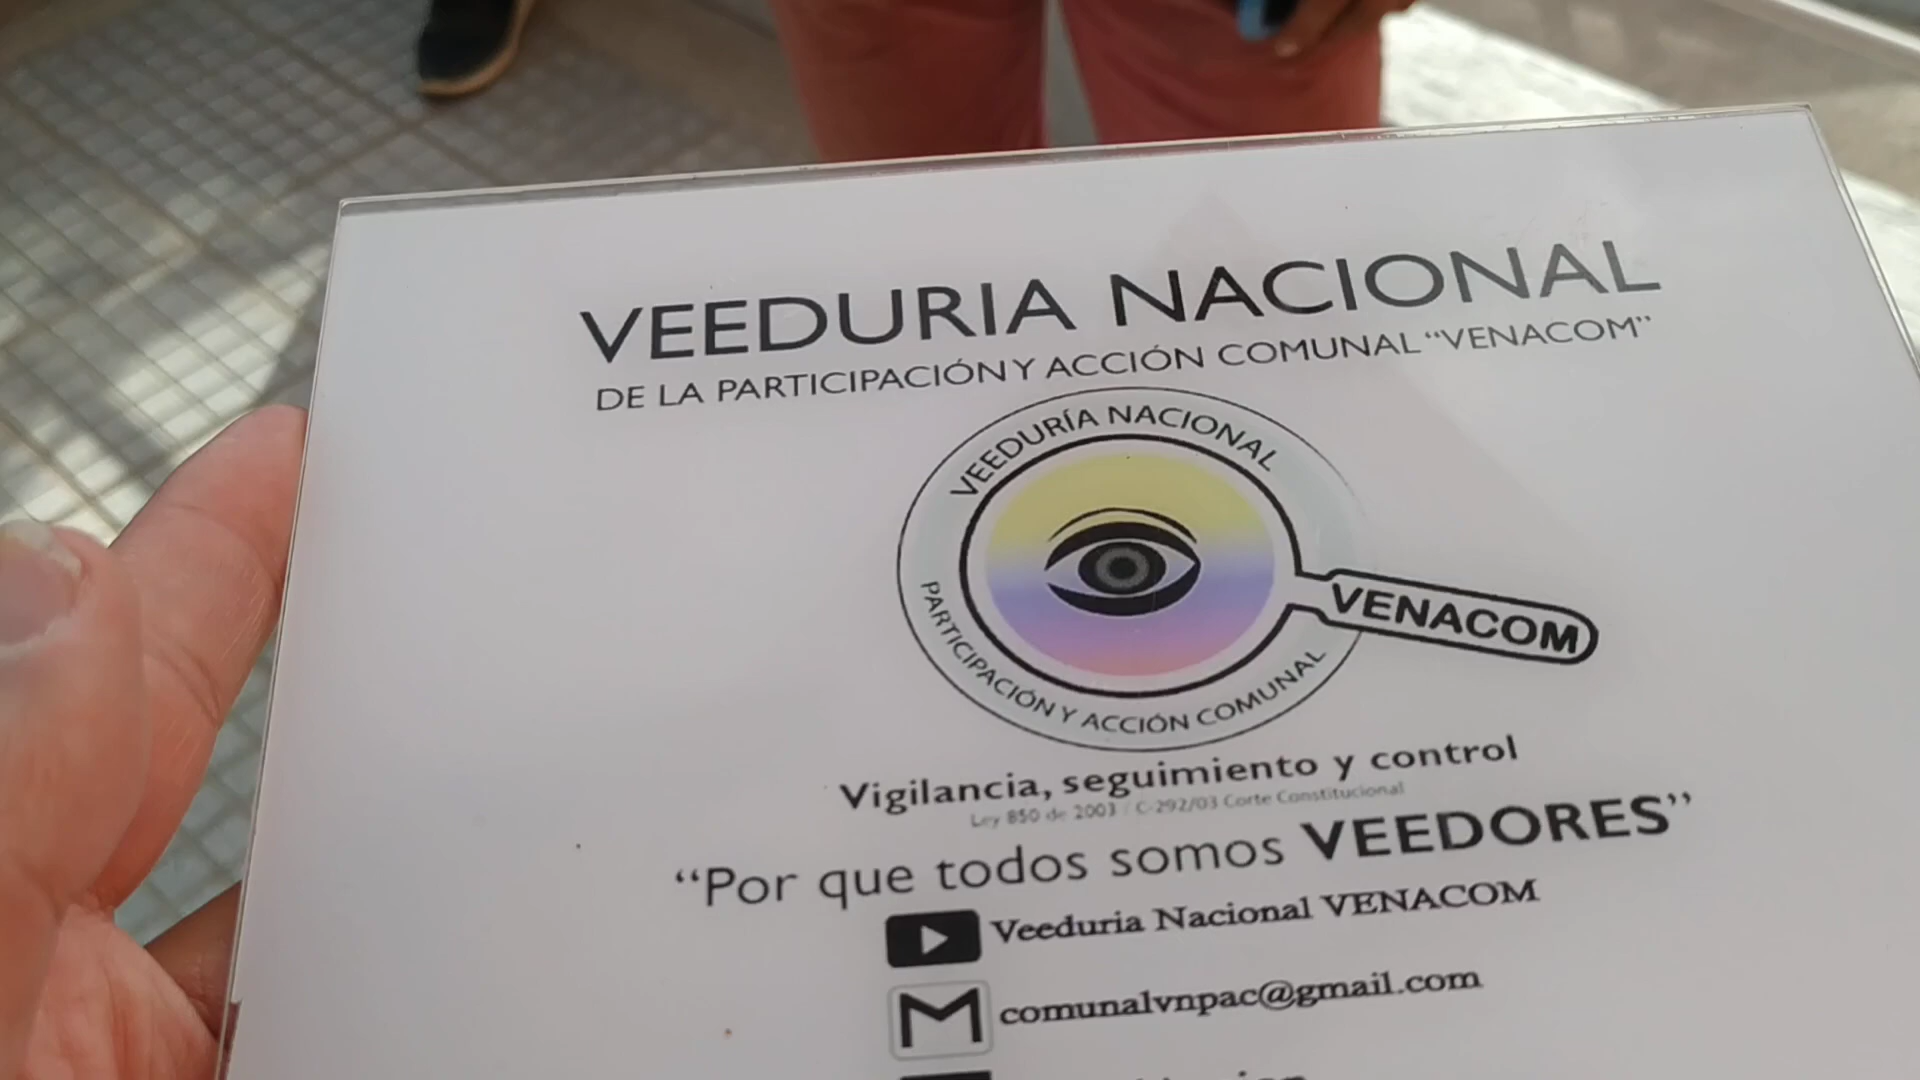 VEEDURIA NACIONAL
DE LA PARTICIPACIÓN Y ACCIÓN COMUNAL "VENACOM"
VEEDURÍA NACIONAL
PARTICIPACIÓN Y ACCIÓN COMUNAL
VENACOM
Vigilancia, seguimiento y control
Ley 850 de 2003 / C-292/03 Corte Constitucional
"Por que todos somos VEEDORES"
Veeduria Nacional VENACOM
comunalvnpac@gmail.com